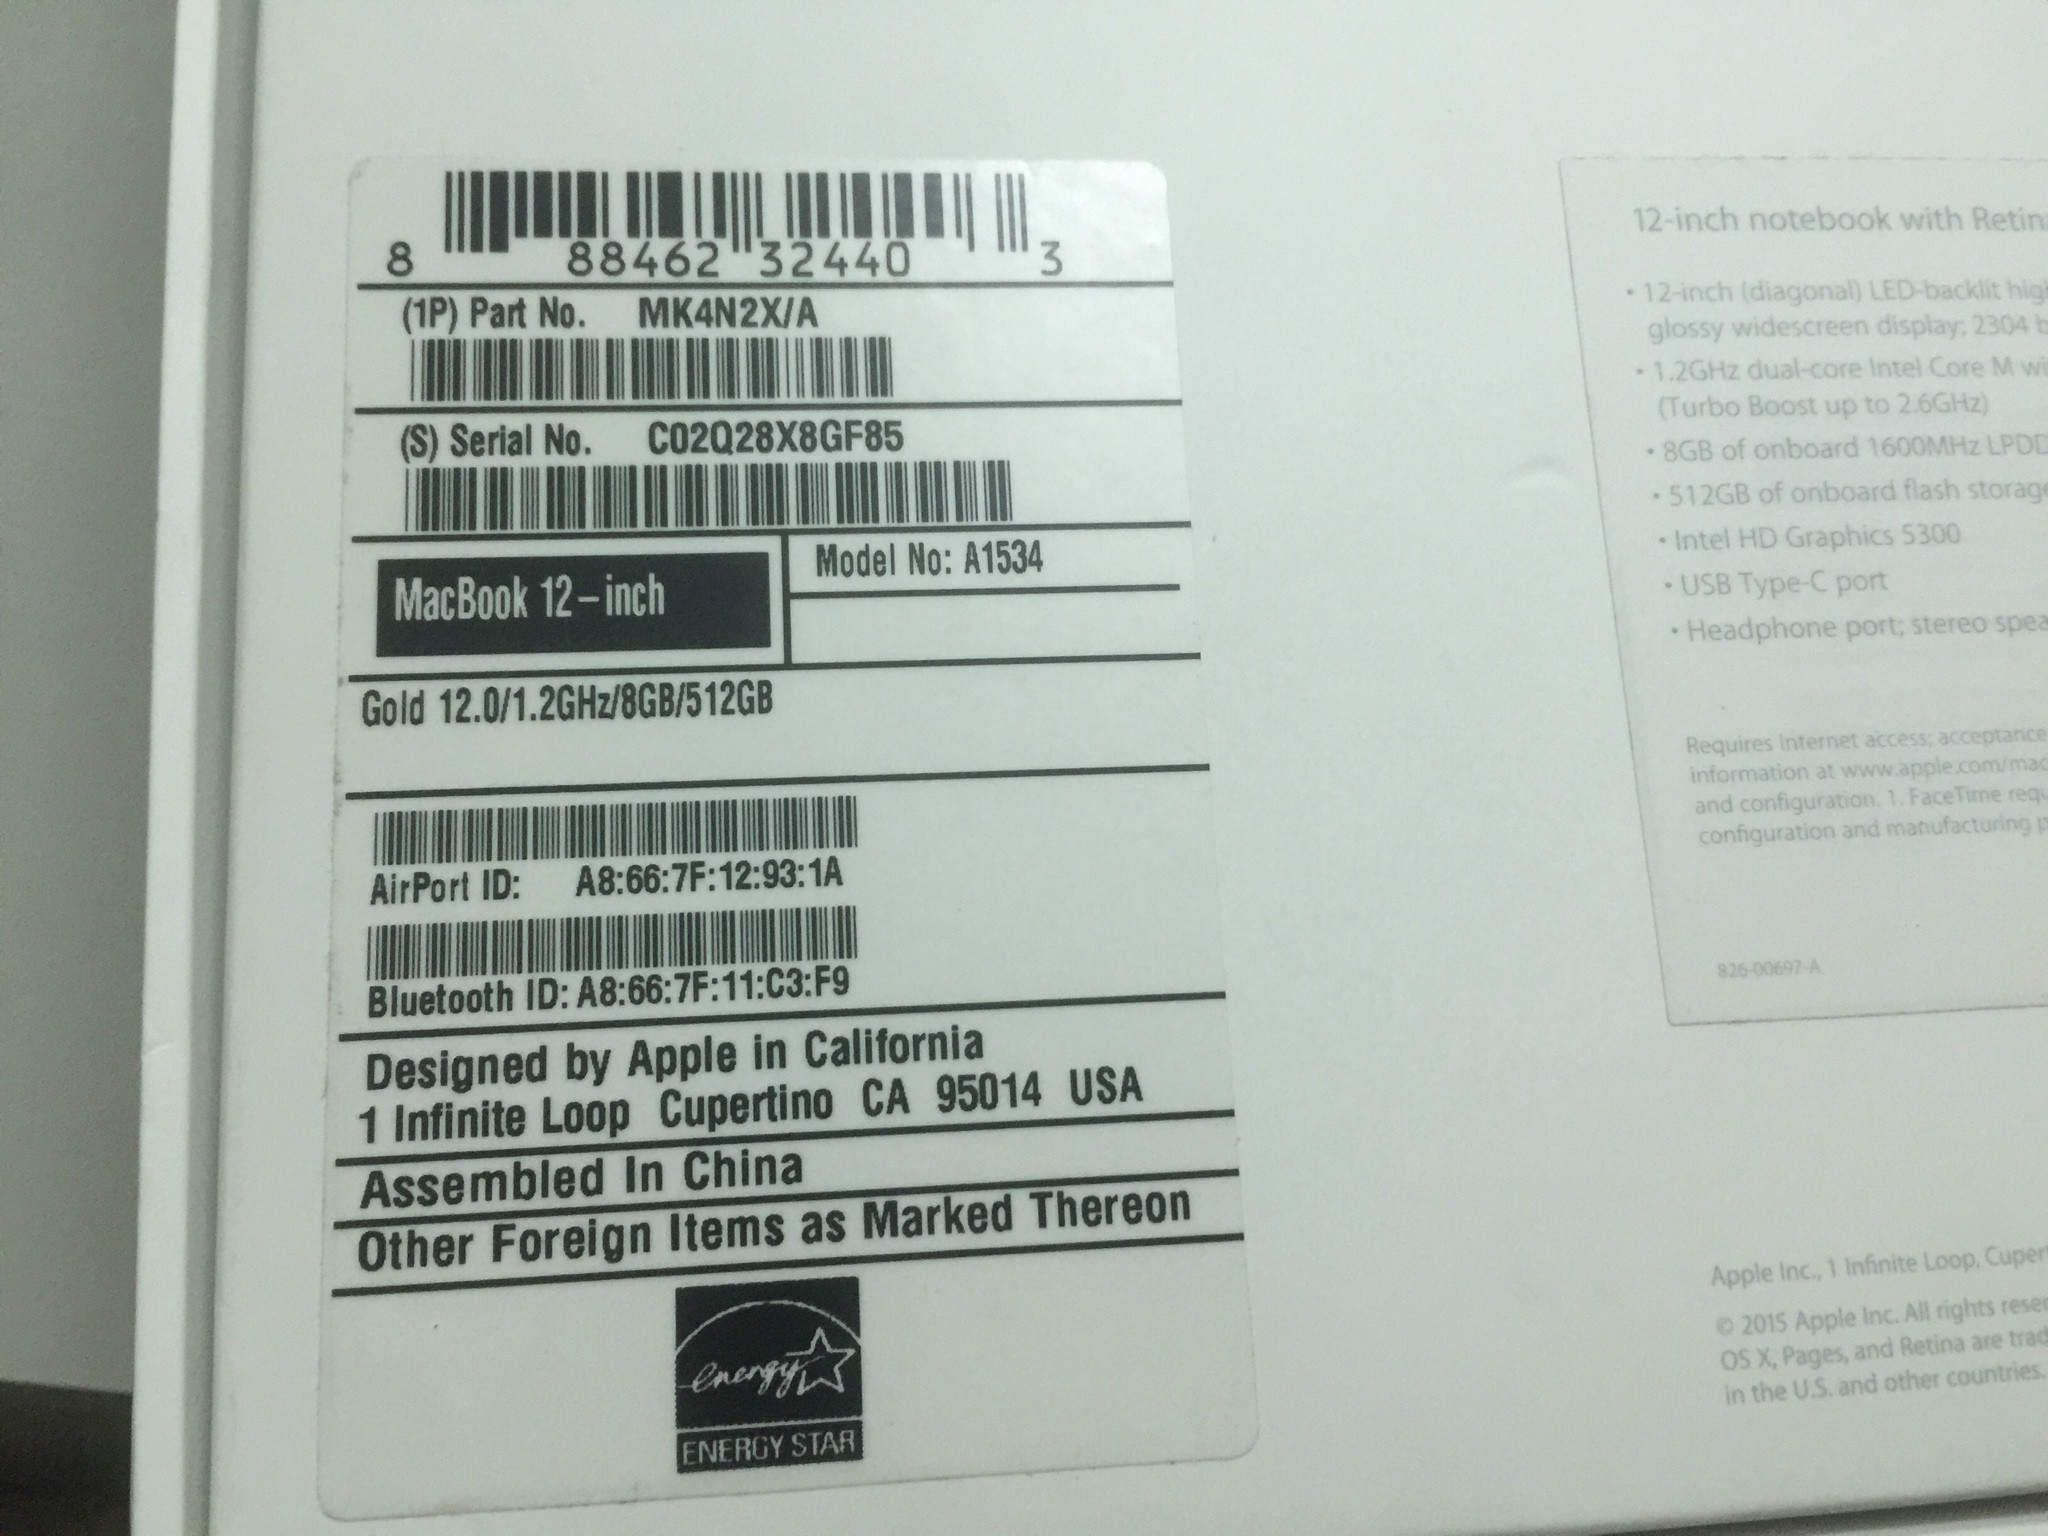 8 88462 32440 3
(1P) Part No. MK4N2X/A
(S) Serial No. C02Q28X8GF85
MacBook 12-inch
Model No: A1534
Gold 12.0/1.2GHz/8GB/512GB
AirPort ID: A8:66:7F:12:93:1A
Bluetooth ID: A8:66:7F:11:C3:F9
Designed by Apple in California
1 Infinite Loop Cupertino CA 95014 USA
Assembled In China
Other Foreign Items as Marked Thereon
energy
ENERGY STAR
12-inch notebook with
• 12-inch (diagonal) LED-backlit
glossy widescreen display; 2304
• 1.2GHz dual-core Intel Core M
(Turbo Boost up to 2.6GHz)
• 8GB of onboard 1600MHz
• 512GB of onboard flash
• Intel HD Graphics 5300
• USB Type-C port
• Headphone port; stereo
Requires Internet access; acceptance
information at
and configuration. 1. FaceTime
configuration and manufacturing
826-00697-A
Apple Inc., 1 Infinite Loop,
© 2015 Apple Inc. All rights
OS X, Pages, and Retina are
in the U.S. and other countries.